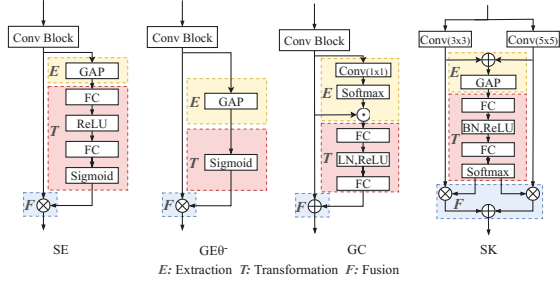 Conv Block
E
GAP
T
FC
ReLU
FC
Sigmoid
F
SE
Conv Block
E
GAP
T
Sigmoid
F
GEθ-
Conv Block
Conv(1x1)
E
Softmax
FC
T
LN,ReLU
FC
F
GC
Conv(3x3)
Conv(5x5)
E
GAP
FC
T
BN,ReLU
FC
Softmax
F
SK
E: Extraction T: Transformation F: Fusion